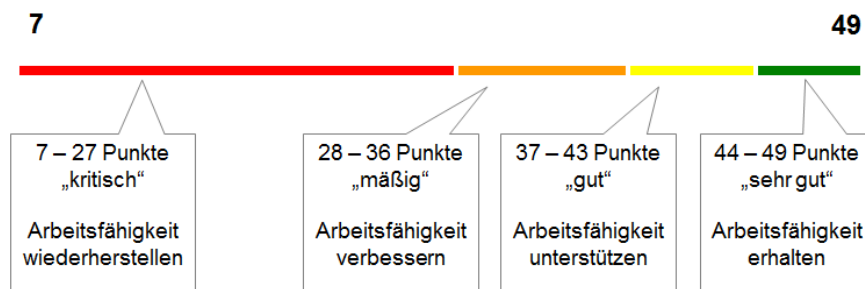 7
49
7 – 27 Punkte
„kritisch“
Arbeitsfähigkeit
wiederherstellen
28 – 36 Punkte
„mäßig“
Arbeitsfähigkeit
verbessern
37 – 43 Punkte
„gut“
Arbeitsfähigkeit
unterstützen
44 – 49 Punkte
„sehr gut“
Arbeitsfähigkeit
erhalten